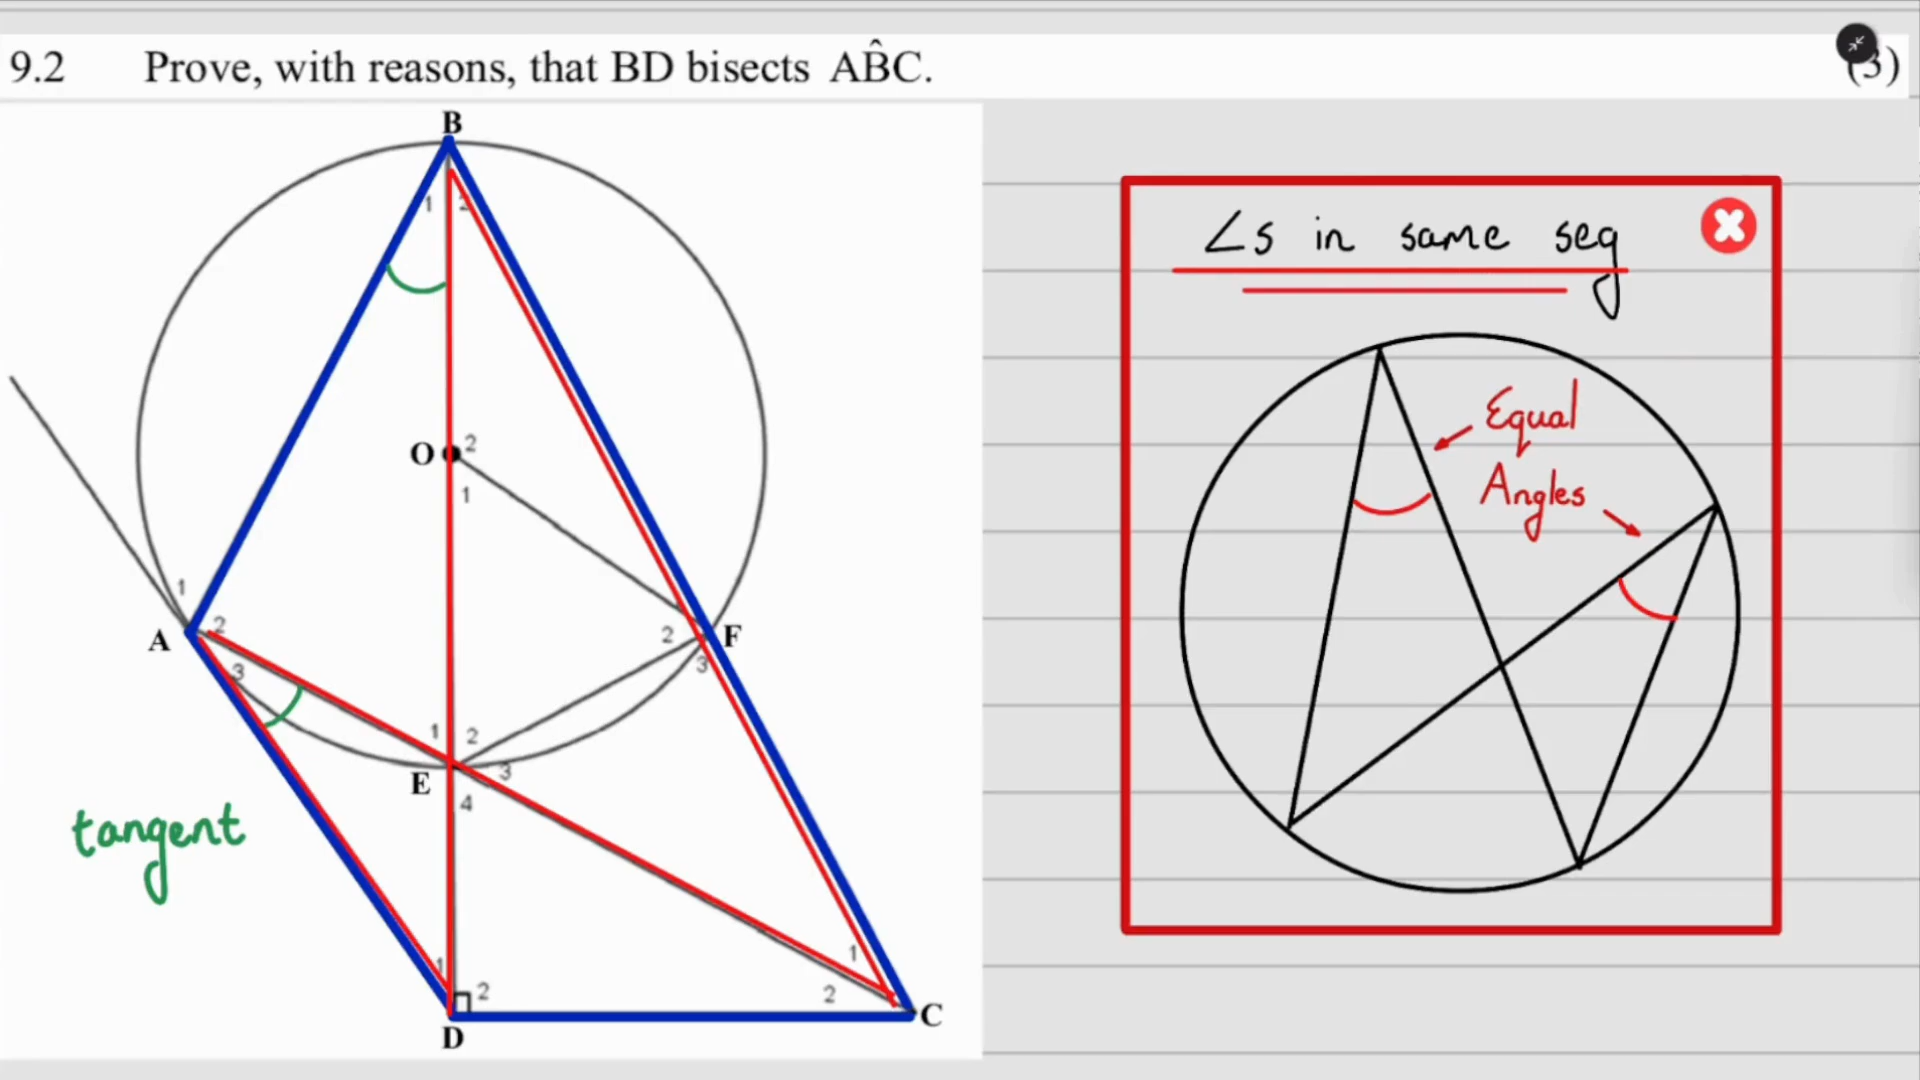 9.2 Prove, with reasons, that BD bisects AB̂C. (3)
B
1 2
O 2
1
1
A 2
2 F
3
3
1 2
E 3
4
tangent
1
1
2
2
C
D
∠s in same seg
Equal
Angles